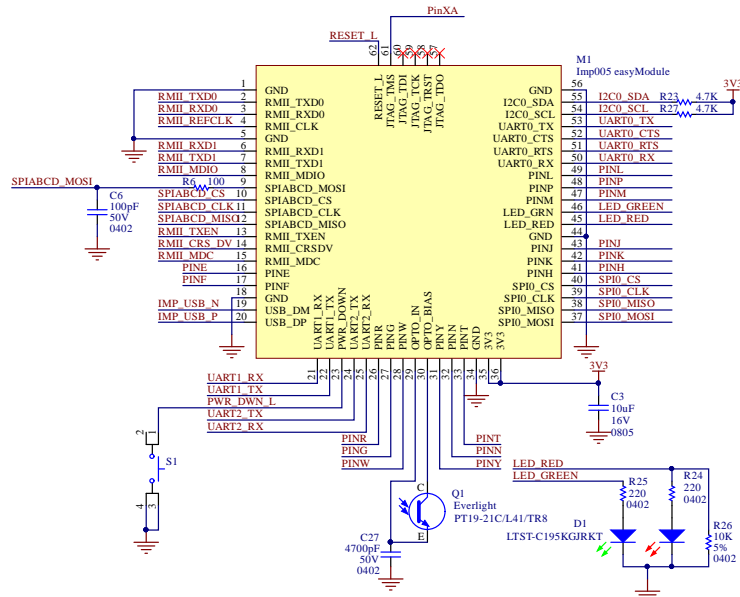 PinXA
RESET_L
62
61
60
59
58
57
M1
Imp005 easyModule
RESET_L
JTAG_TMS
JTAG_TDI
JTAG_TCK
JTAG_TRST
JTAG_TDO
1 GND
RMII_TXD0 2 RMII_TXD0
RMII_RXD0 3 RMII_RXD0
RMII_REFCLK 4 RMII_CLK
5 GND
RMII_RXD1 6 RMII_RXD1
RMII_TXD1 7 RMII_TXD1
RMII_MDIO 8 RMII_MDIO
SPIABCD_MOSI R6 100 9 SPIABCD_MOSI
SPIABCD_CS 10 SPIABCD_CS
SPIABCD_CLK 11 SPIABCD_CLK
SPIABCD_MISO 12 SPIABCD_MISO
RMII_TXEN 13 RMII_TXEN
RMII_CRS_DV 14 RMII_CRSDV
RMII_MDC 15 RMII_MDC
PINE 16 PINE
PINF 17 PINF
18 GND
IMP_USB_N 19 USB_DM
IMP_USB_P 20 USB_DP
C6
100pF
50V
0402
GND 56
I2C0_SDA 55 I2C0_SDA R23 4.7K 3V3
I2C0_SCL 54 I2C0_SCL R27 4.7K
UART0_TX 53 UART0_TX
UART0_CTS 52 UART0_CTS
UART0_RTS 51 UART0_RTS
UART0_RX 50 UART0_RX
PINL 49 PINL
PINP 48 PINP
PINM 47 PINM
LED_GRN 46 LED_GREEN
LED_RED 45 LED_RED
GND 44
PINJ 43 PINJ
PINK 42 PINK
PINH 41 PINH
SPI0_CS 40 SPI0_CS
SPI0_CLK 39 SPI0_CLK
SPI0_MISO 38 SPI0_MISO
SPI0_MOSI 37 SPI0_MOSI
UART1_RX
UART1_TX
PWR_DOWN
UART2_TX
UART2_RX
PINR
PING
PINW
OPTO_IN
OPTO_BIAS
PINY
PINN
PINT
GND
3V3
3V3
21
22
23
24
25
26
27
28
29
30
31
32
33
34
35
36
UART1_RX
UART1_TX
PWR_DWN_L
UART2_TX
UART2_RX
3V3
C3
10uF
16V
0805
2
1
S1
4
3
PINR
PING
PINW
PINT
PINN
PINY
C
Q1
Everlight
PT19-21C/L41/TR8
E
C27
4700pF
50V
0402
LED_RED
LED_GREEN
R25
220
0402
R24
220
0402
D1
LTST-C195KGJRKT
R26
10K
5%
0402